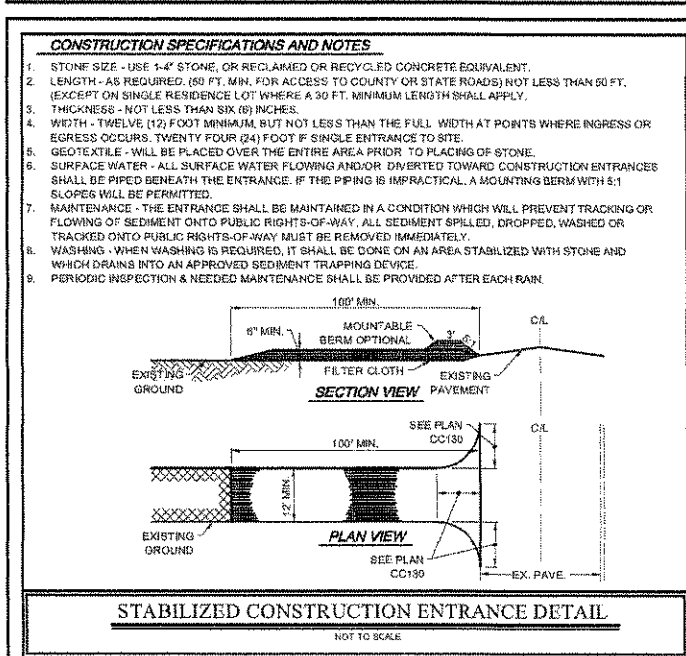 CONSTRUCTION SPECIFICATIONS AND NOTES
1. STONE SIZE - USE 1-4" STONE, OR RECLAIMED OR RECYCLED CONCRETE EQUIVALENT.
2. LENGTH - AS REQUIRED. (50 FT. MIN. FOR ACCESS TO COUNTY OR STATE ROADS) NOT LESS THAN 50 FT.
(EXCEPT ON SINGLE RESIDENCE LOT WHERE A 30 FT. MINIMUM LENGTH SHALL APPLY.
3. THICKNESS - NOT LESS THAN SIX (6) INCHES.
4. WIDTH - TWELVE (12) FOOT MINIMUM, BUT NOT LESS THAN THE FULL WIDTH AT POINTS WHERE INGRESS OR
EGRESS OCCURS. TWENTY FOUR (24) FOOT IF SINGLE ENTRANCE TO SITE.
5. GEOTEXTILE - WILL BE PLACED OVER THE ENTIRE AREA PRIOR TO PLACING OF STONE.
6. SURFACE WATER - ALL SURFACE WATER FLOWING AND/OR DIVERTED TOWARD CONSTRUCTION ENTRANCES
SHALL BE PIPED BENEATH THE ENTRANCE. IF THE PIPING IS IMPRACTICAL, A MOUNTING BERM WITH 5:1
SLOPES WILL BE PERMITTED.
7. MAINTENANCE - THE ENTRANCE SHALL BE MAINTAINED IN A CONDITION WHICH WILL PREVENT TRACKING OR
FLOWING OF SEDIMENT ONTO PUBLIC RIGHTS-OF-WAY, ALL SEDIMENT SPILLED, DROPPED, WASHED OR
TRACKED ONTO PUBLIC RIGHTS-OF-WAY MUST BE REMOVED IMMEDIATELY.
8. WASHING - WHEN WASHING IS REQUIRED, IT SHALL BE DONE ON AN AREA STABILIZED WITH STONE AND
WHICH DRAINS INTO AN APPROVED SEDIMENT TRAPPING DEVICE.
9. PERIODIC INSPECTION & NEEDED MAINTENANCE SHALL BE PROVIDED AFTER EACH RAIN.
100' MIN.
C/L
6" MIN.
MOUNTABLE
BERM OPTIONAL
3'
5:1
EXISTING
GROUND
FILTER CLOTH
EXISTING
PAVEMENT
SECTION VIEW
SEE PLAN
CC130
C/L
100' MIN.
12' MIN.
EXISTING
GROUND
PLAN VIEW
SEE PLAN
CC130
EX. PAVE.
STABILIZED CONSTRUCTION ENTRANCE DETAIL
NOT TO SCALE